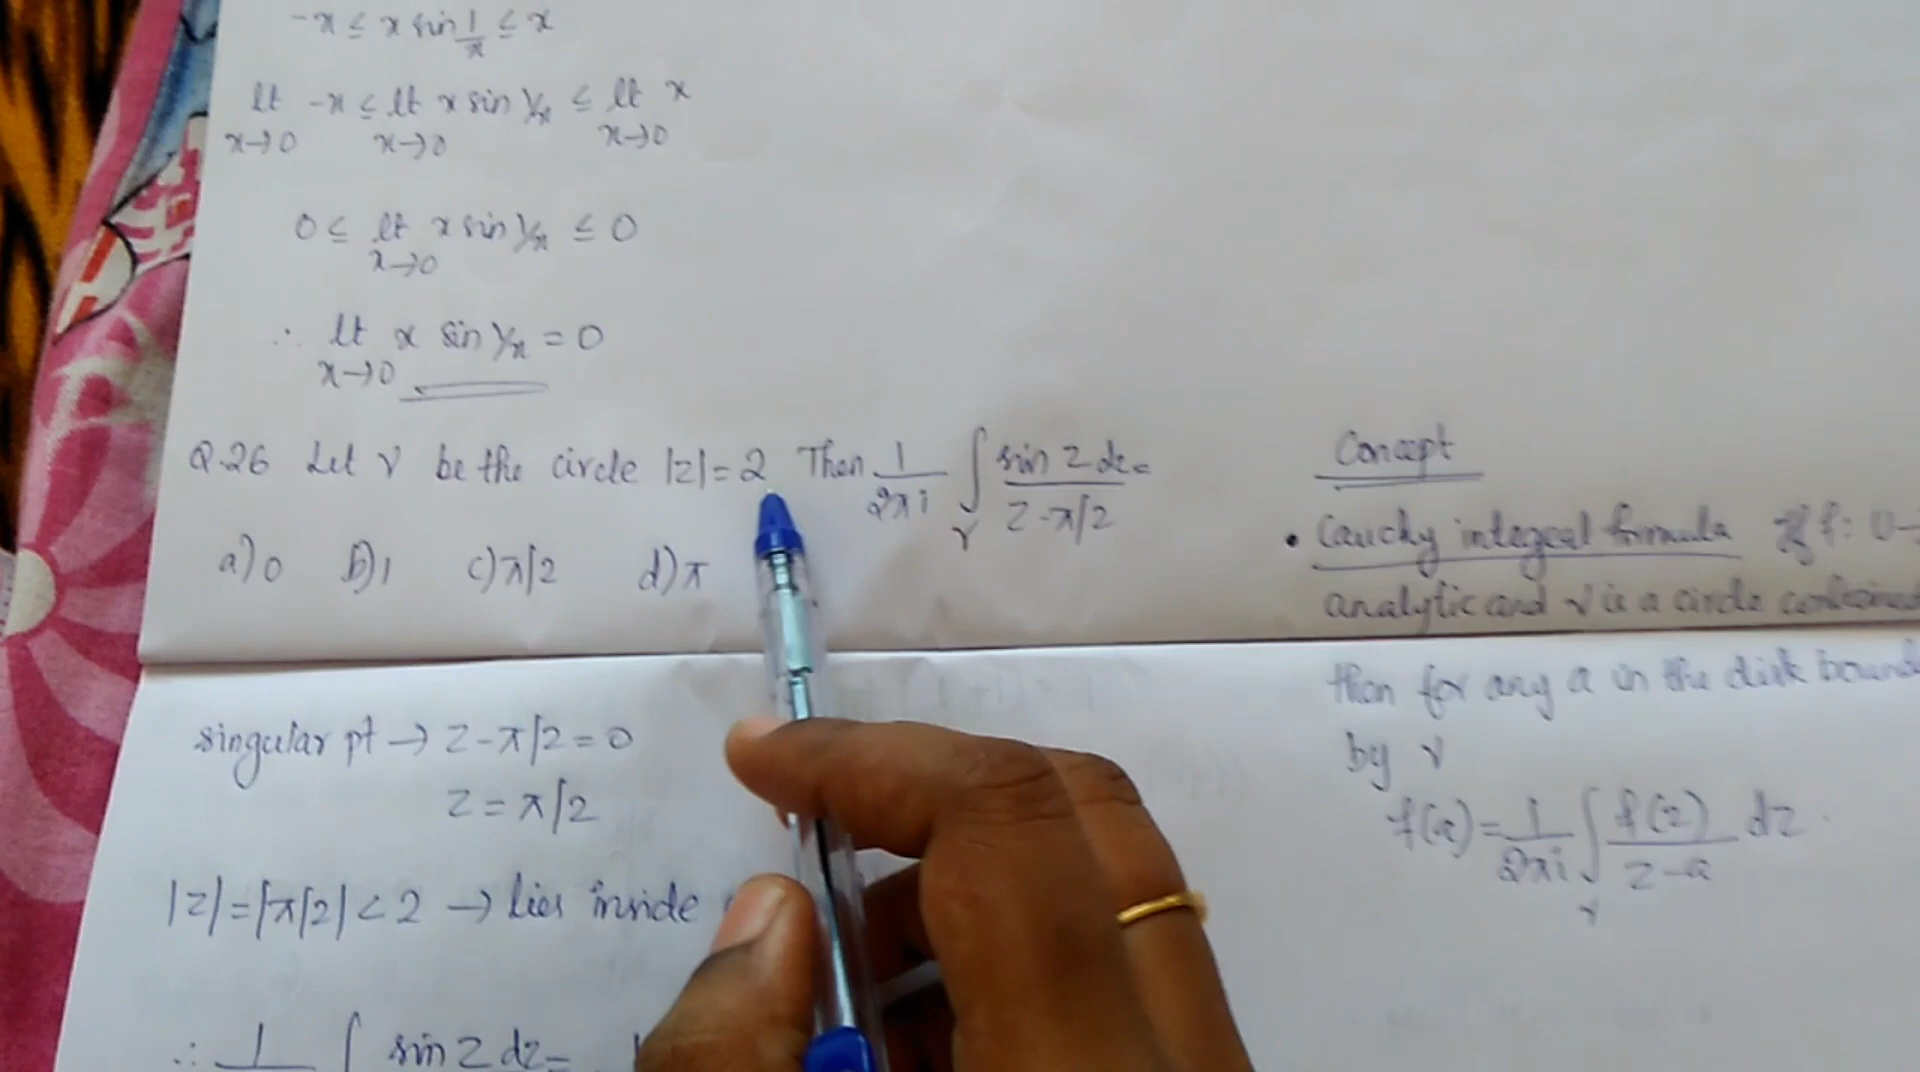 -x ≤ x sin 1/x ≤ x
lt x→0 -x ≤ lt x→0 x sin 1/x ≤ lt x→0 x
0 ≤ lt x→0 x sin 1/x ≤ 0
∴ lt x→0 x sin 1/x = 0
Q.26 Let γ be the circle |z|=2 Then 1/2πi ∫γ sin z dz/z-π/2 =
a) 0 b) 1 c) π/2 d) π
singular pt → z-π/2=0
z=π/2
|z|=|π/2|<2 → lies inside
∴ 1 ∫ sin z dz =
Concept
• Cauchy integral formula If f:
analytic and γ is a circle
then for any a in the disk
by γ
f(a) = 1/2πi ∫γ f(z)/z-a dz.